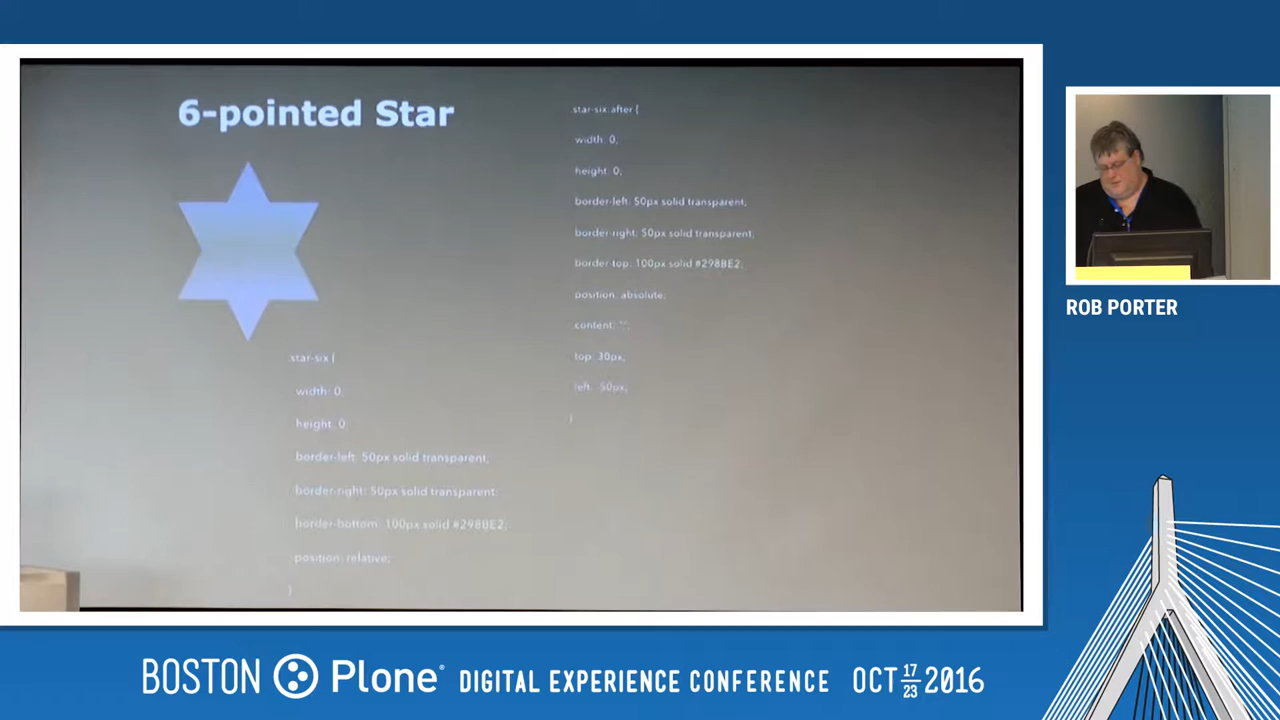 6-pointed Star
.star-six {
width: 0;
height: 0
border-left: 50px solid transparent;
border-right: 50px solid transparent;
border-bottom: 100px solid #298BE2;
position: relative;
}
.star-six:after {
width: 0;
height: 0;
border-left: 50px solid transparent;
border-right: 50px solid transparent;
border-top: 100px solid #298BE2;
position: absolute;
content: "";
top: 30px;
left: -50px;
}
ROB PORTER
BOSTON Plone® DIGITAL EXPERIENCE CONFERENCE OCT 17 23 2016